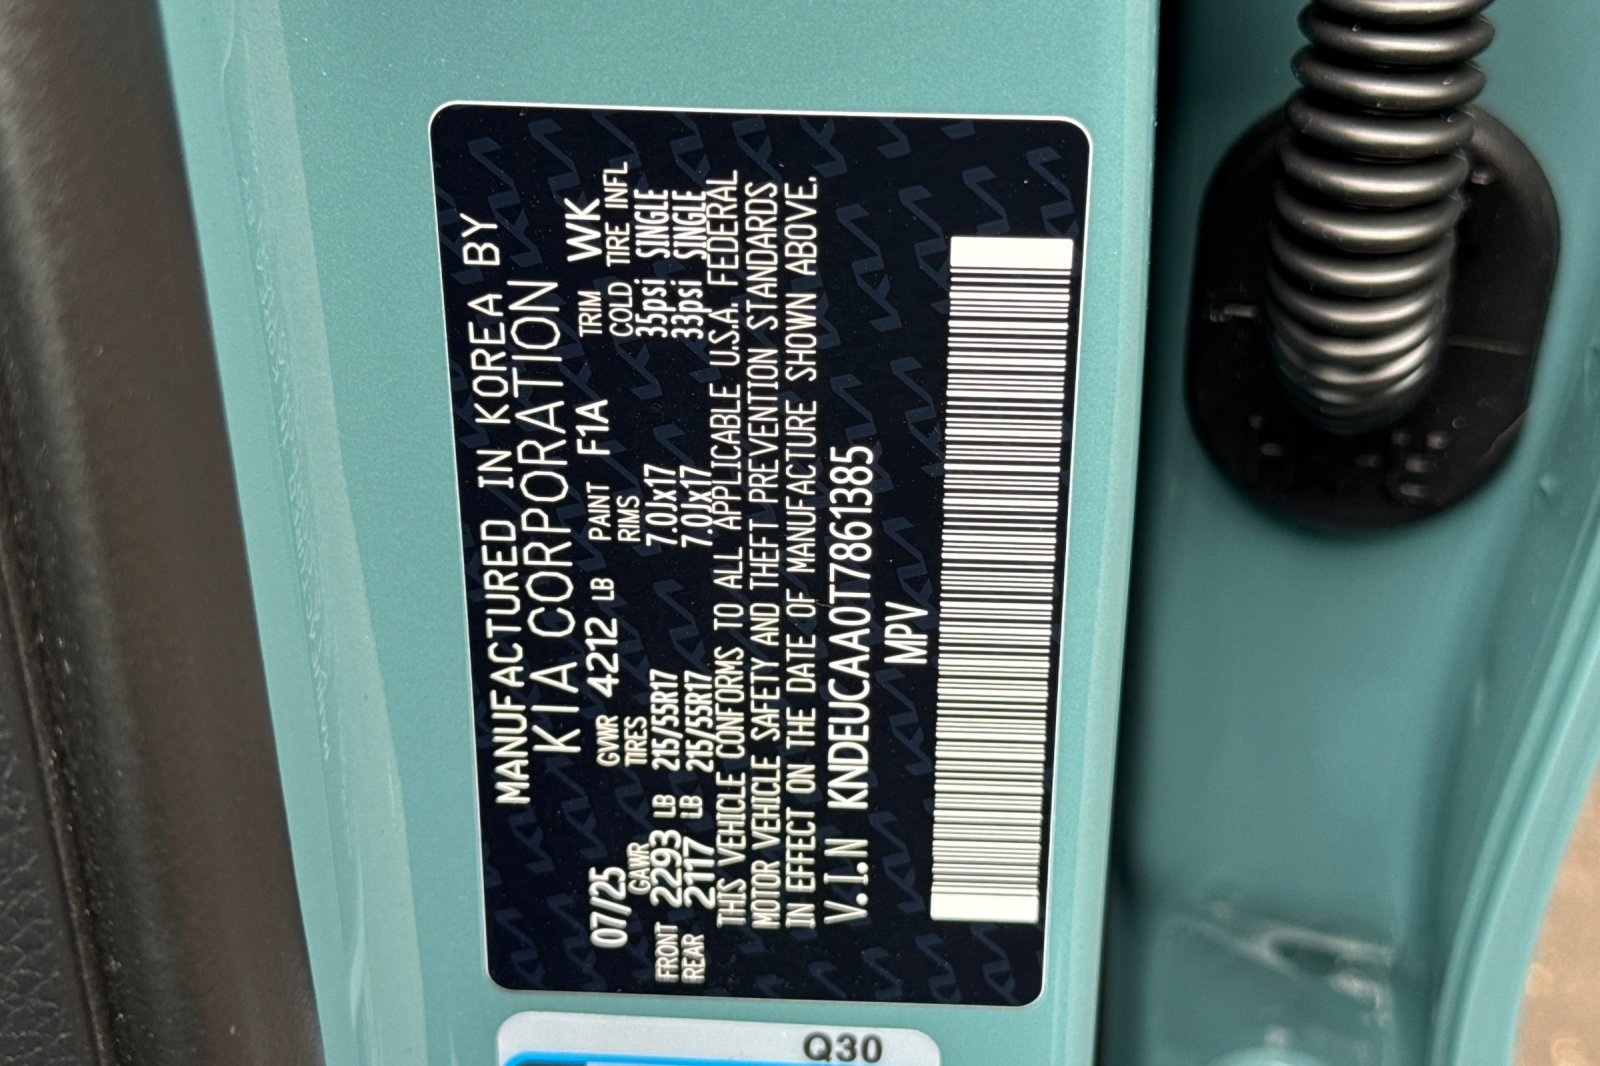 MANUFACTURED IN KOREA BY
KIA CORPORATION
07/25 GVWR 4212 LB PAINT F1A TRIM WK
GAWR TIRES RIMS COLD TIRE INFL
FRONT 2293 LB 215/55R17 7.0Jx17 35psi SINGLE
REAR 2117 LB 215/55R17 7.0Jx17 33psi SINGLE
THIS VEHICLE CONFORMS TO ALL APPLICABLE U.S.A. FEDERAL
MOTOR VEHICLE SAFETY AND THEFT PREVENTION STANDARDS
IN EFFECT ON THE DATE OF MANUFACTURE SHOWN ABOVE.
V.I.N KNDEUCAA0T7861385
MPV
Q30